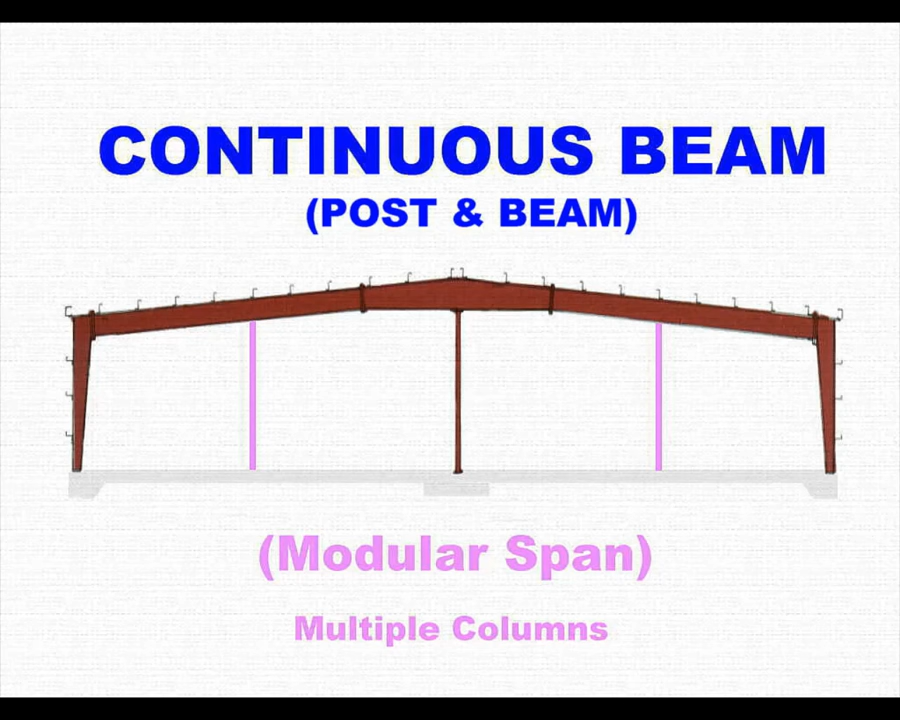 CONTINUOUS BEAM
(POST & BEAM)
(Modular Span)
Multiple Columns